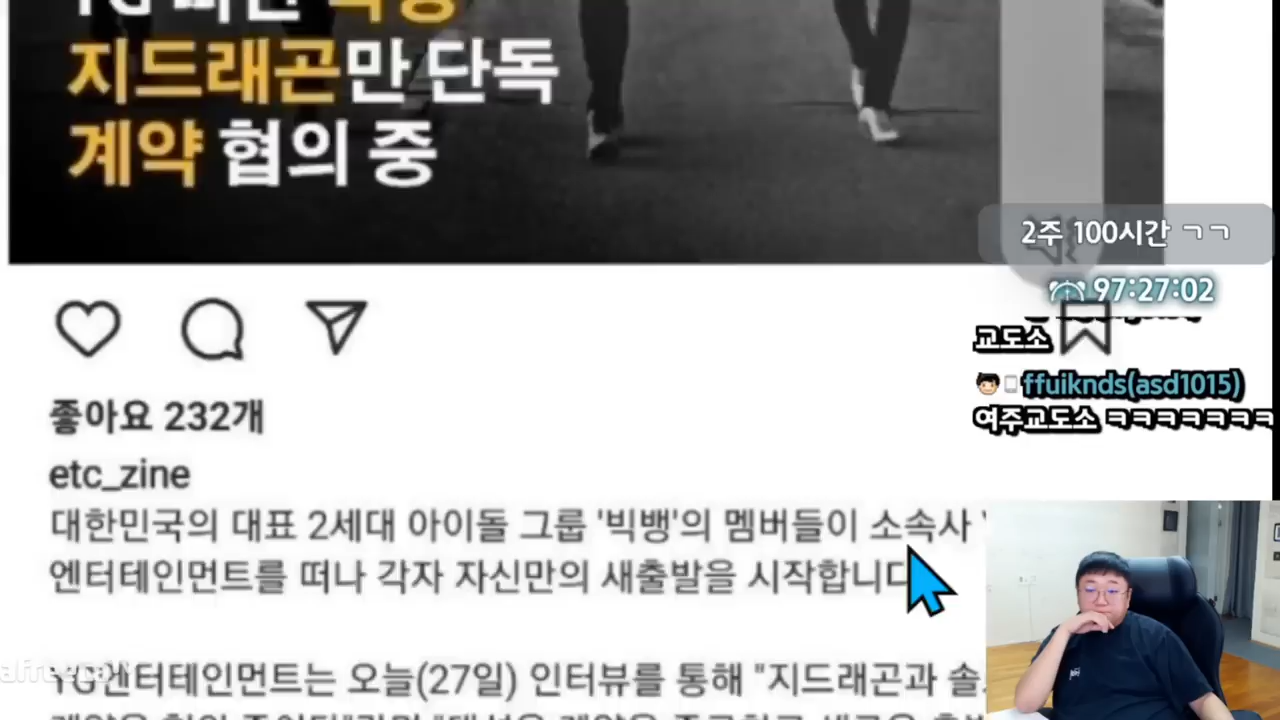 YG 떠난 빅뱅
지드래곤만 단독
계약 협의 중
2주 100시간 ㄱㄱ
97:27:02
교도소
ffuiknds(asd1015)
여주교도소 ㅋㅋㅋㅋㅋㅋㅋ
좋아요 232개
etc_zine
대한민국의 대표 2세대 아이돌 그룹 '빅뱅'의 멤버들이 소속사
엔터테인먼트를 떠나 각자 자신만의 새출발을 시작합니다
afreeca
YG엔터테인먼트는 오늘(27일) 인터뷰를 통해 "지드래곤과 솔